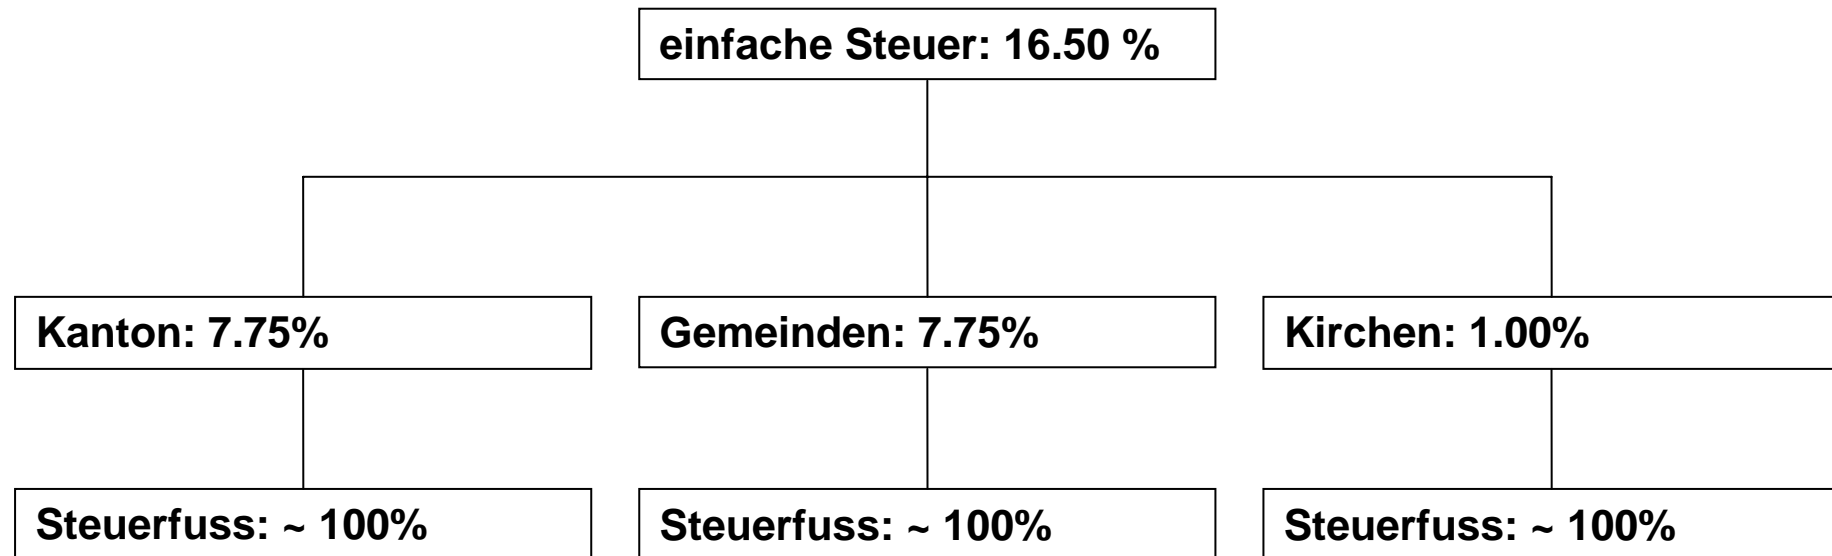 einfache Steuer: 16.50 %
Kanton: 7.75%
Gemeinden: 7.75%
Kirchen: 1.00%
Steuerfuss: ~ 100%
Steuerfuss: ~ 100%
Steuerfuss: ~ 100%